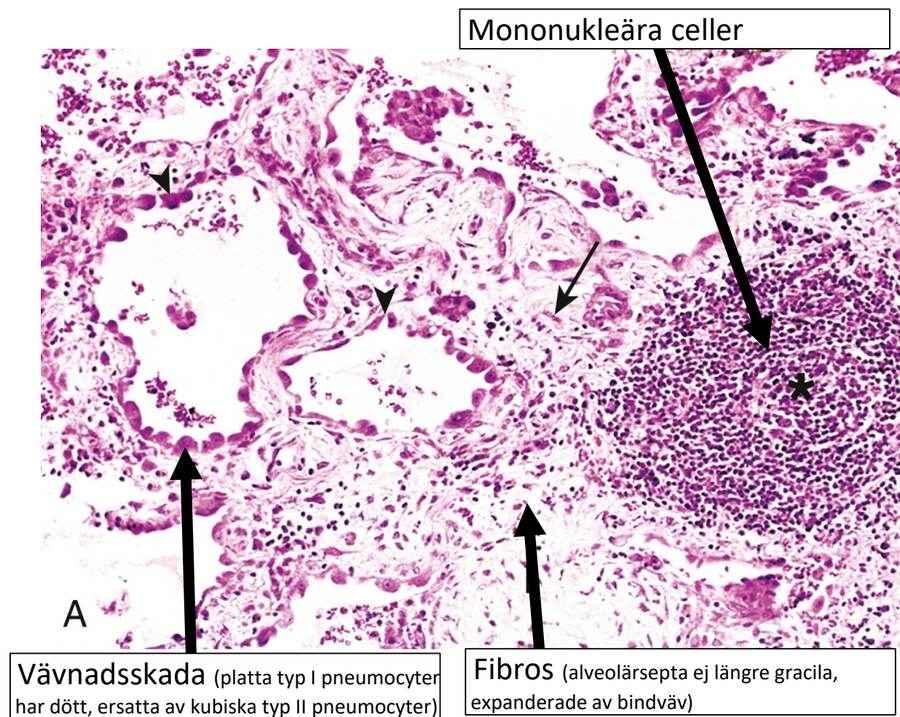 Mononukleära celler
*
A
Vävnadsskada (platta typ I pneumocyter
har dött, ersatta av kubiska typ II pneumocyter)
Fibros (alveolärsepta ej längre gracila,
expanderade av bindväv)